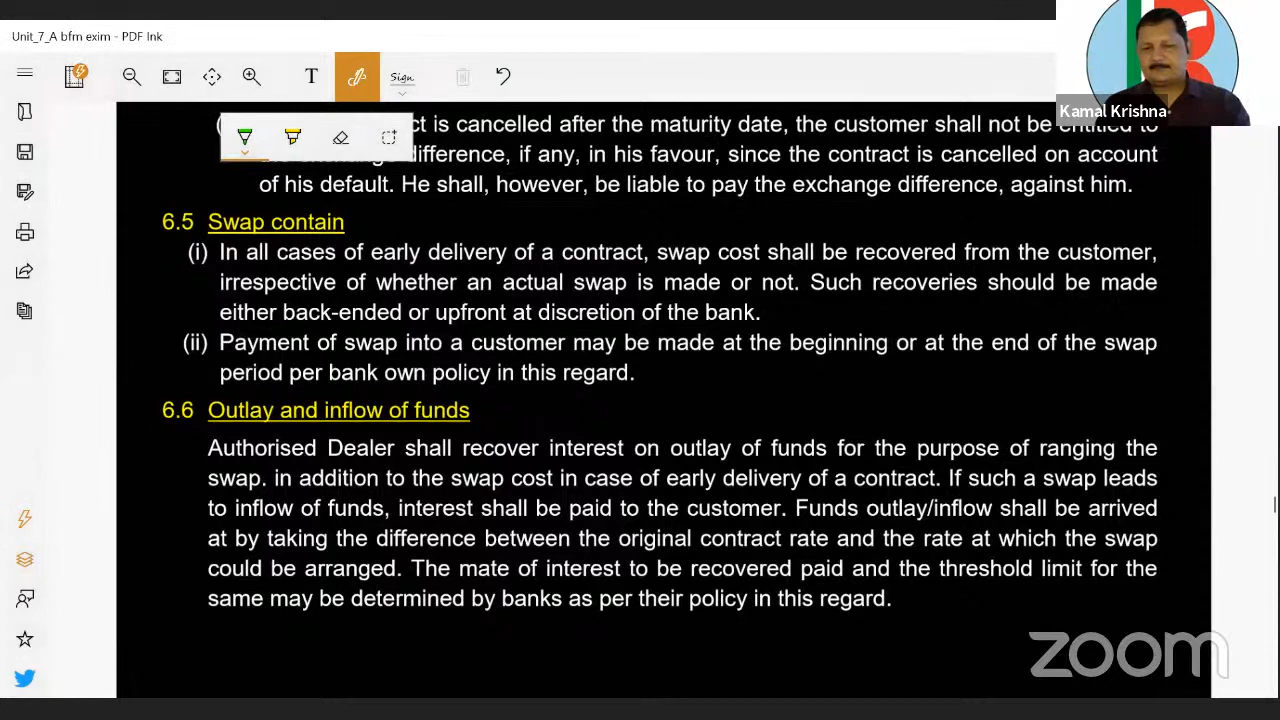 Unit_7_A bfm exim - PDF Ink
T
Sign
Kamal Krishna
ct is cancelled after the maturity date, the customer shall not be entitled to
difference, if any, in his favour, since the contract is cancelled on account
of his default. He shall, however, be liable to pay the exchange difference, against him.
6.5 Swap contain
(i) In all cases of early delivery of a contract, swap cost shall be recovered from the customer,
irrespective of whether an actual swap is made or not. Such recoveries should be made
either back-ended or upfront at discretion of the bank.
(ii) Payment of swap into a customer may be made at the beginning or at the end of the swap
period per bank own policy in this regard.
6.6 Outlay and inflow of funds
Authorised Dealer shall recover interest on outlay of funds for the purpose of ranging the
swap. in addition to the swap cost in case of early delivery of a contract. If such a swap leads
to inflow of funds, interest shall be paid to the customer. Funds outlay/inflow shall be arrived
at by taking the difference between the original contract rate and the rate at which the swap
could be arranged. The mate of interest to be recovered paid and the threshold limit for the
same may be determined by banks as per their policy in this regard.
zoom